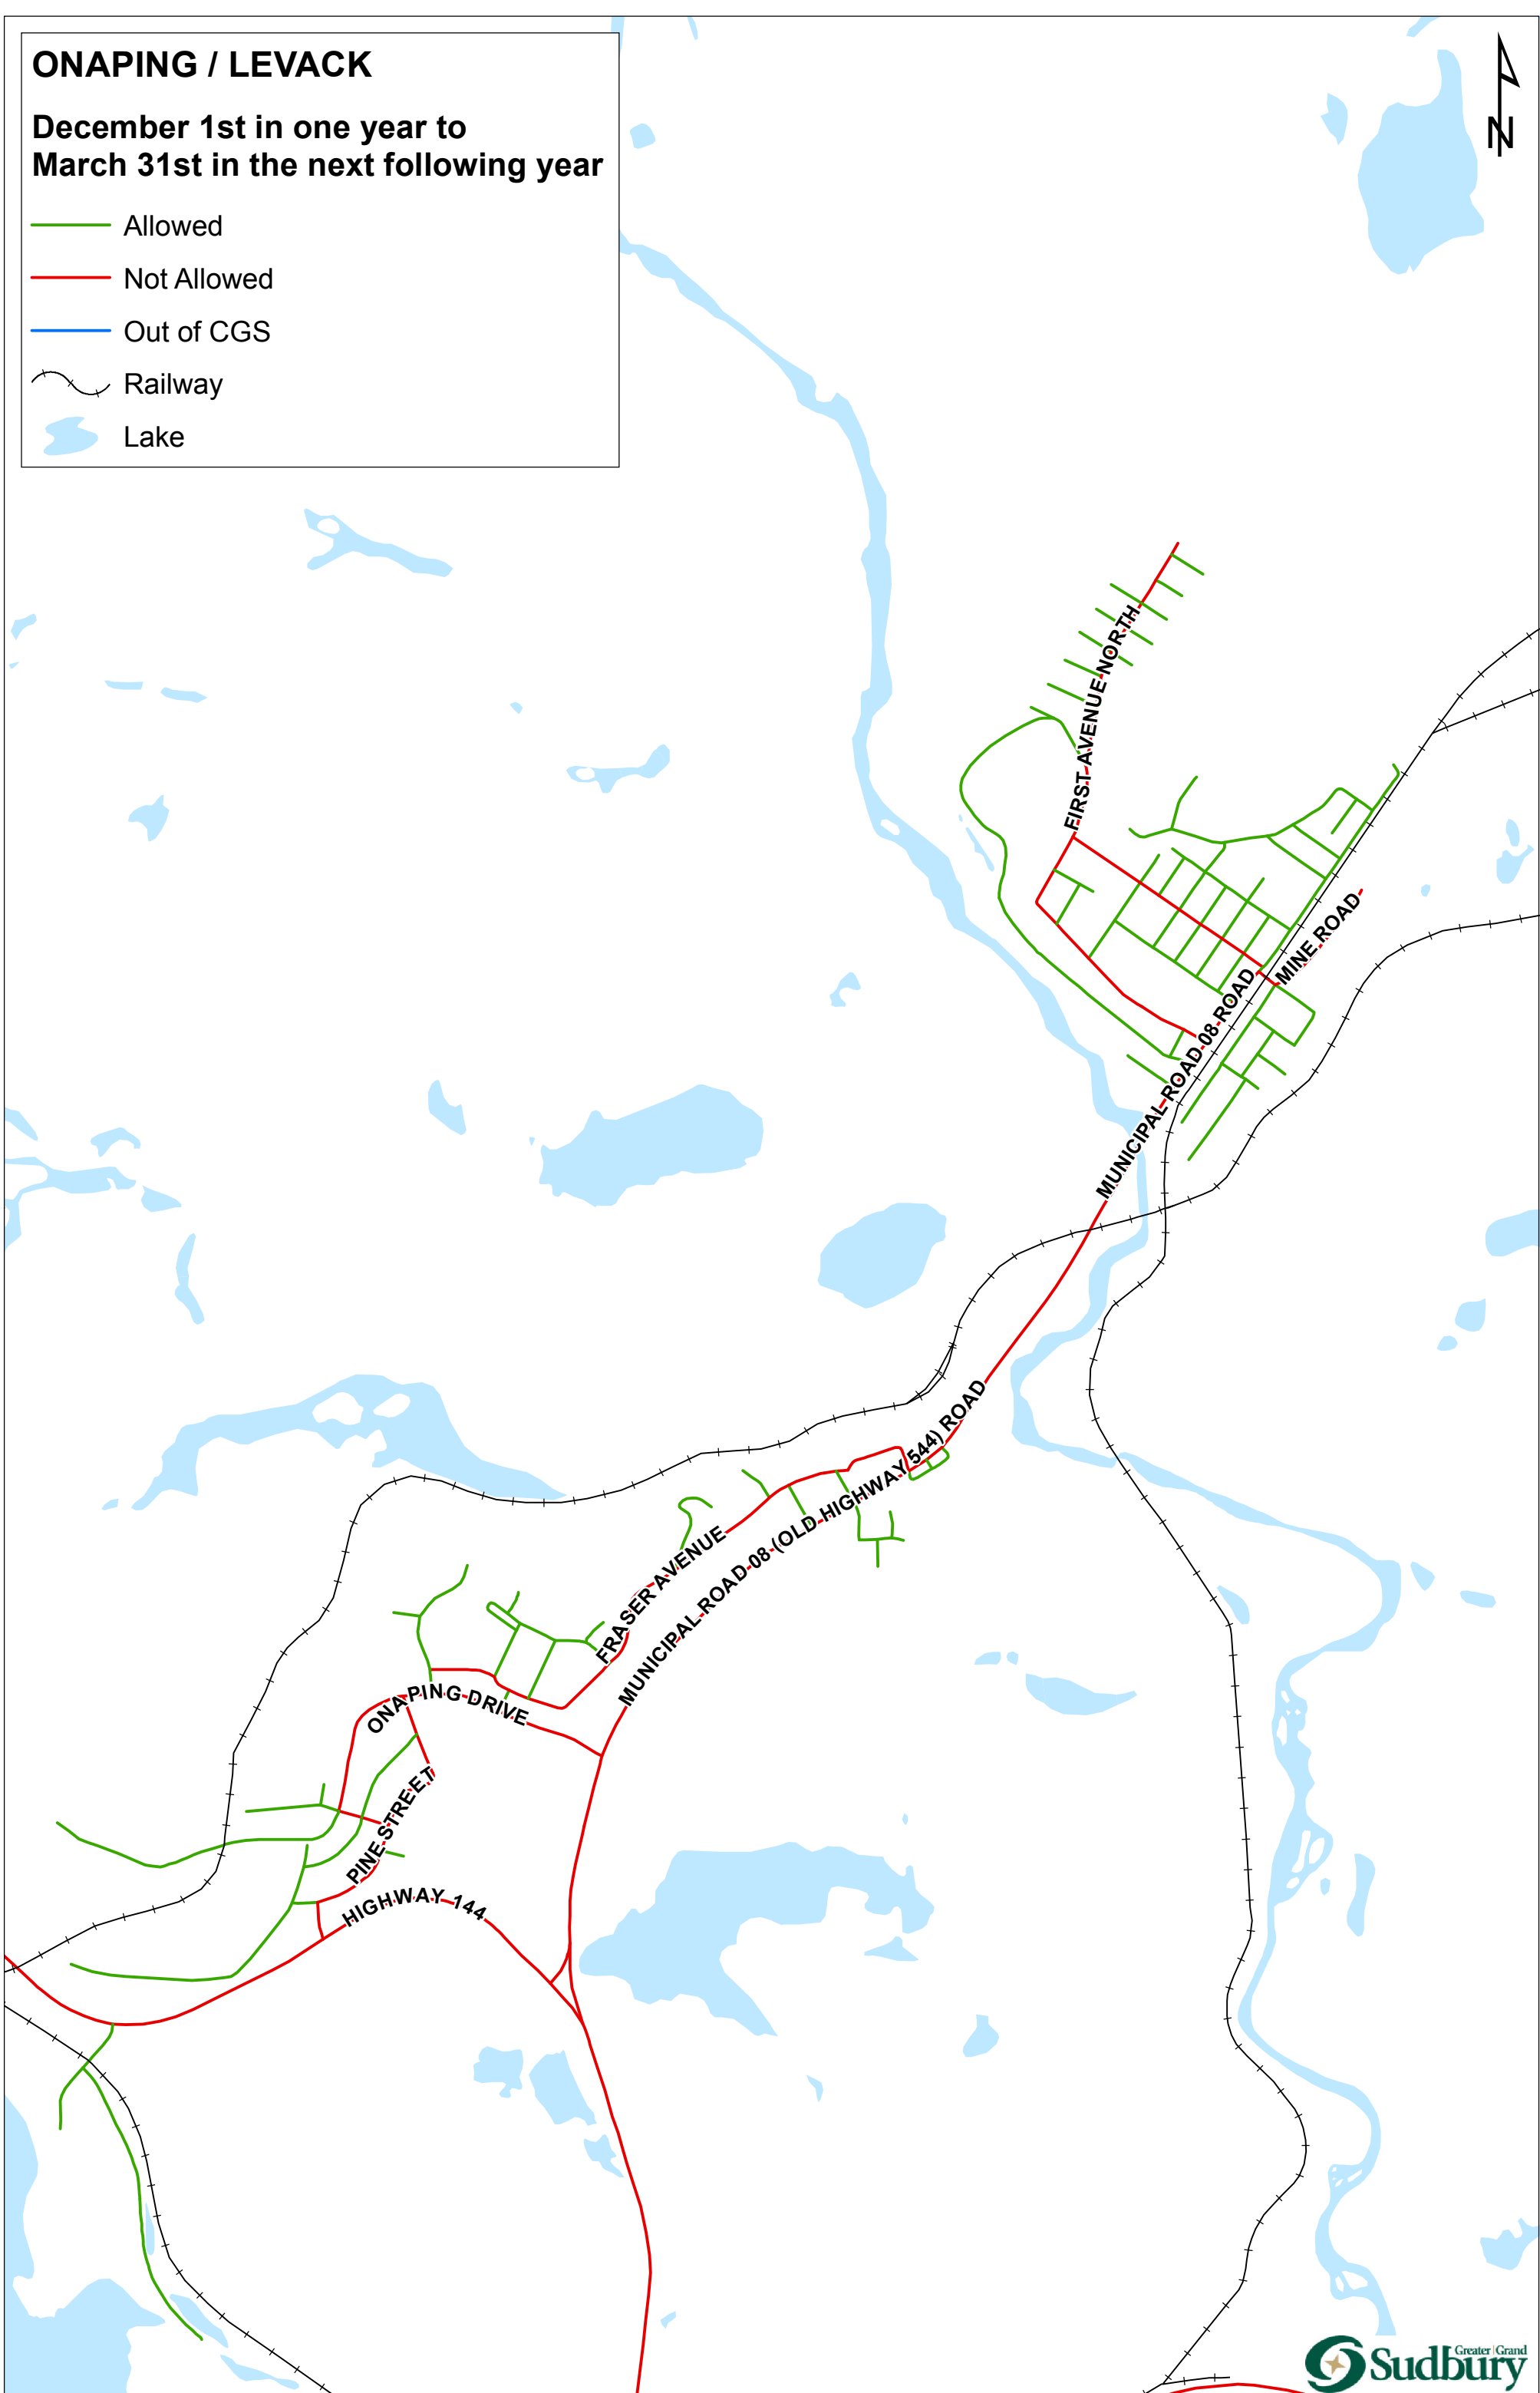 ONAPING / LEVACK
December 1st in one year to
March 31st in the next following year
Allowed
Not Allowed
Out of CGS
Railway
Lake
N
FIRST AVENUE NORTH
MINE ROAD
MUNICIPAL ROAD 08 ROAD
MUNICIPAL ROAD 08 (OLD HIGHWAY 544) ROAD
FRASER AVENUE
ONAPING DRIVE
PINE STREET
HIGHWAY 144
Greater Grand
Sudbury